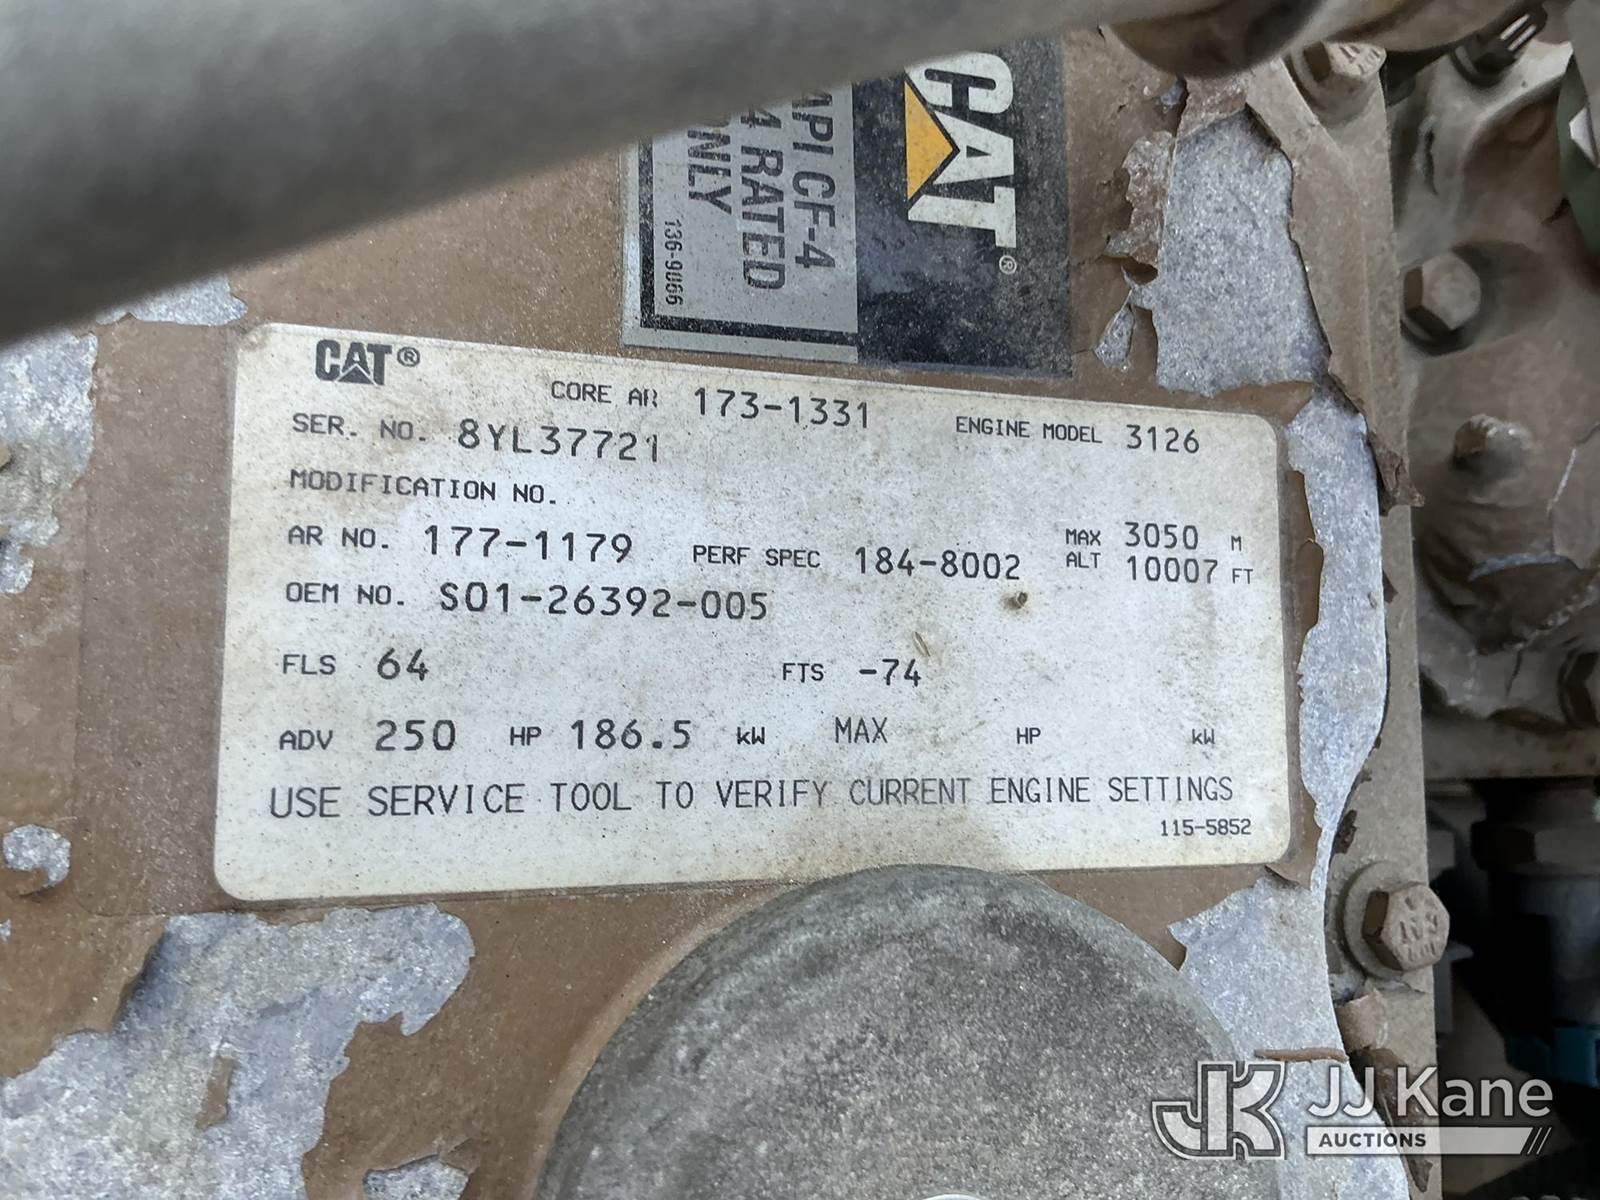 CAT®
API CF-4
RATED
ONLY
136-9066
CAT®
CORE AR 173-1331 ENGINE MODEL 3126
SER. NO. 8YL37721
MODIFICATION NO.
AR NO. 177-1179 PERF SPEC 184-8002 MAX ALT 3050 M 10007 FT
OEM NO. S01-26392-005
FLS 64 FTS -74
ADV 250 HP 186.5 kW MAX HP kW
USE SERVICE TOOL TO VERIFY CURRENT ENGINE SETTINGS
115-5852
JK JJ Kane
AUCTIONS